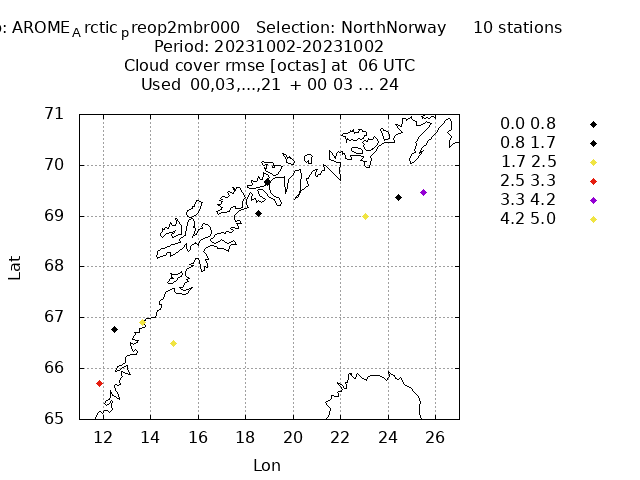 : AROME_A rctic_p reop2mbr000 Selection: NorthNorway 10 stations
Period: 20231002-20231002
Cloud cover rmse [octas] at 06 UTC
Used 00,03,...,21 + 00 03 ... 24
71
70
69
68
67
66
65
Lat
12 14 16 18 20 22 24 26
Lon
0.0 0.8
0.8 1.7
1.7 2.5
2.5 3.3
3.3 4.2
4.2 5.0